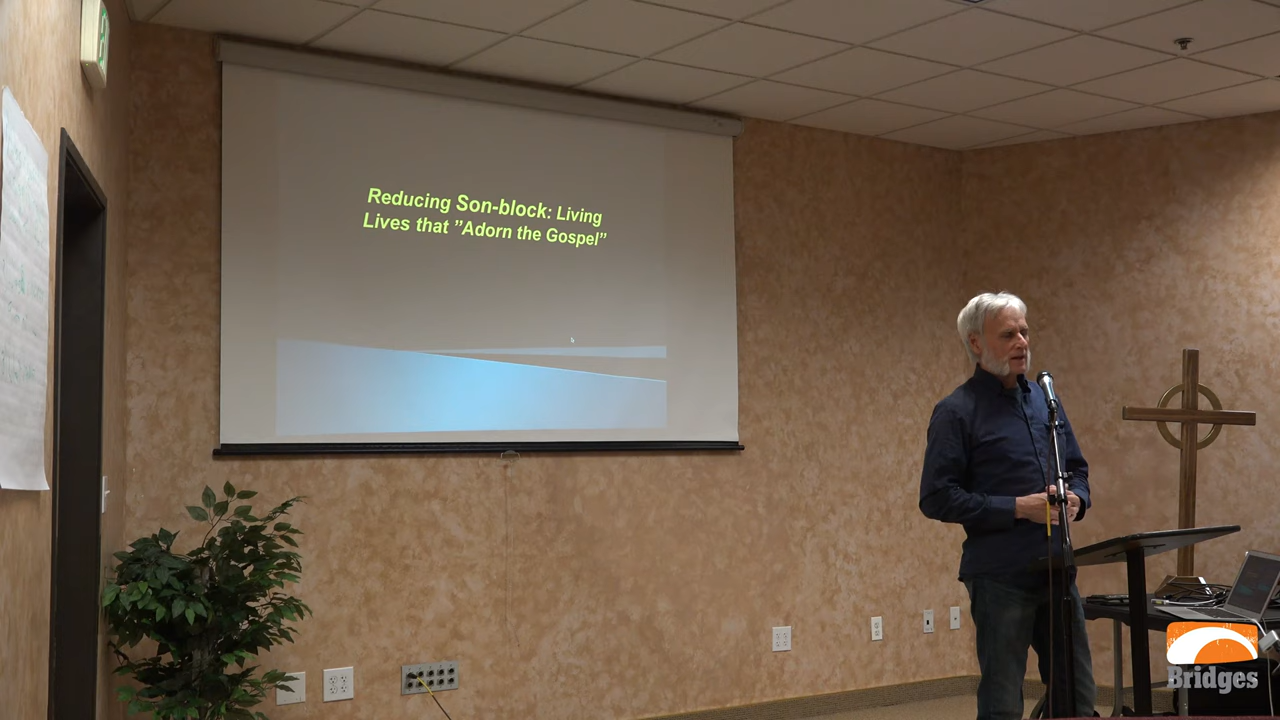 Reducing Son-block: Living
Lives that ”Adorn the Gospel”
Bridges